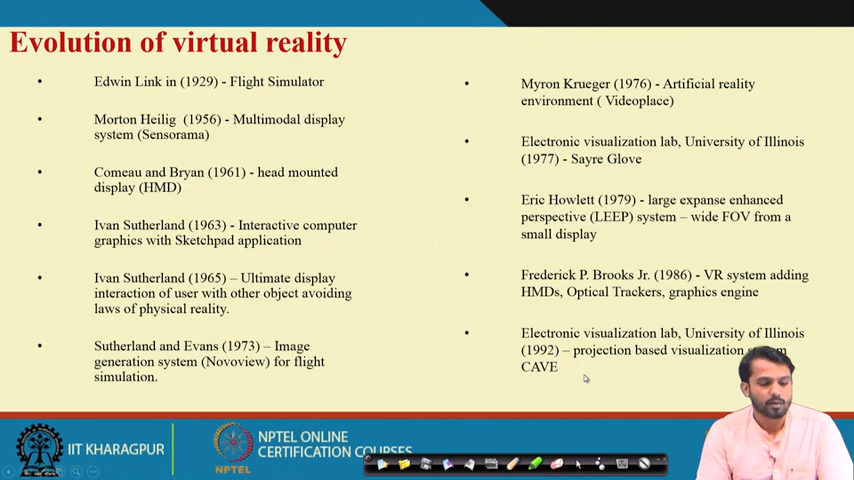 Evolution of virtual reality
• Edwin Link in (1929) - Flight Simulator
• Morton Heilig (1956) - Multimodal display
system (Sensorama)
• Comeau and Bryan (1961) - head mounted
display (HMD)
• Ivan Sutherland (1963) - Interactive computer
graphics with Sketchpad application
• Ivan Sutherland (1965) – Ultimate display
interaction of user with other object avoiding
laws of physical reality.
• Sutherland and Evans (1973) – Image
generation system (Novoview) for flight
simulation.
• Myron Krueger (1976) - Artificial reality
environment ( Videoplace)
• Electronic visualization lab, University of Illinois
(1977) - Sayre Glove
• Eric Howlett (1979) - large expanse enhanced
perspective (LEEP) system – wide FOV from a
small display
• Frederick P. Brooks Jr. (1986) - VR system adding
HMDs, Optical Trackers, graphics engine
• Electronic visualization lab, University of Illinois
(1992) – projection based visualization
CAVE
IIT KHARAGPUR
NPTEL
NPTEL ONLINE
CERTIFICATION COURSES